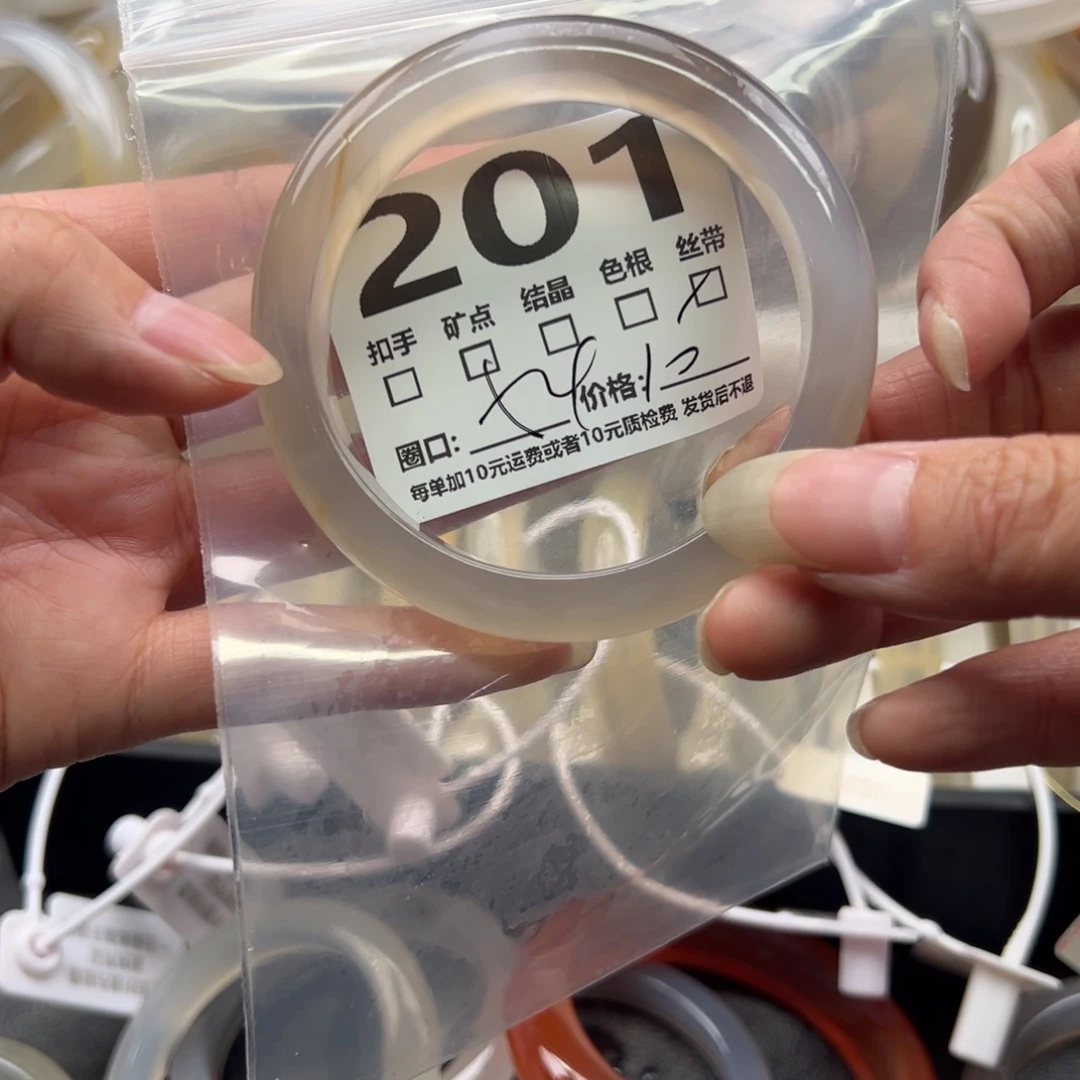 201
扣手 矿点 结晶 色根 丝带
圈口: 价格:
每单加10元运费或者10元质检费 发货后不退